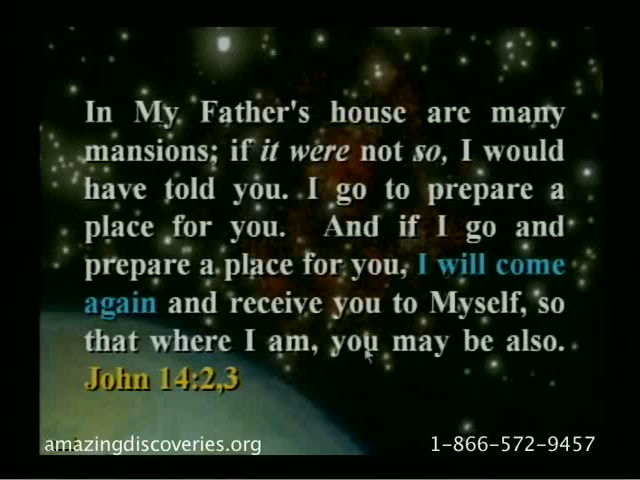 In My Father's house are many
mansions; if it were not so, I would
have told you. I go to prepare a
place for you. And if I go and
prepare a place for you, I will come
again and receive you to Myself, so
that where I am, you may be also.
John 14:2,3
amazingdiscoveries.org
1-866-572-9457